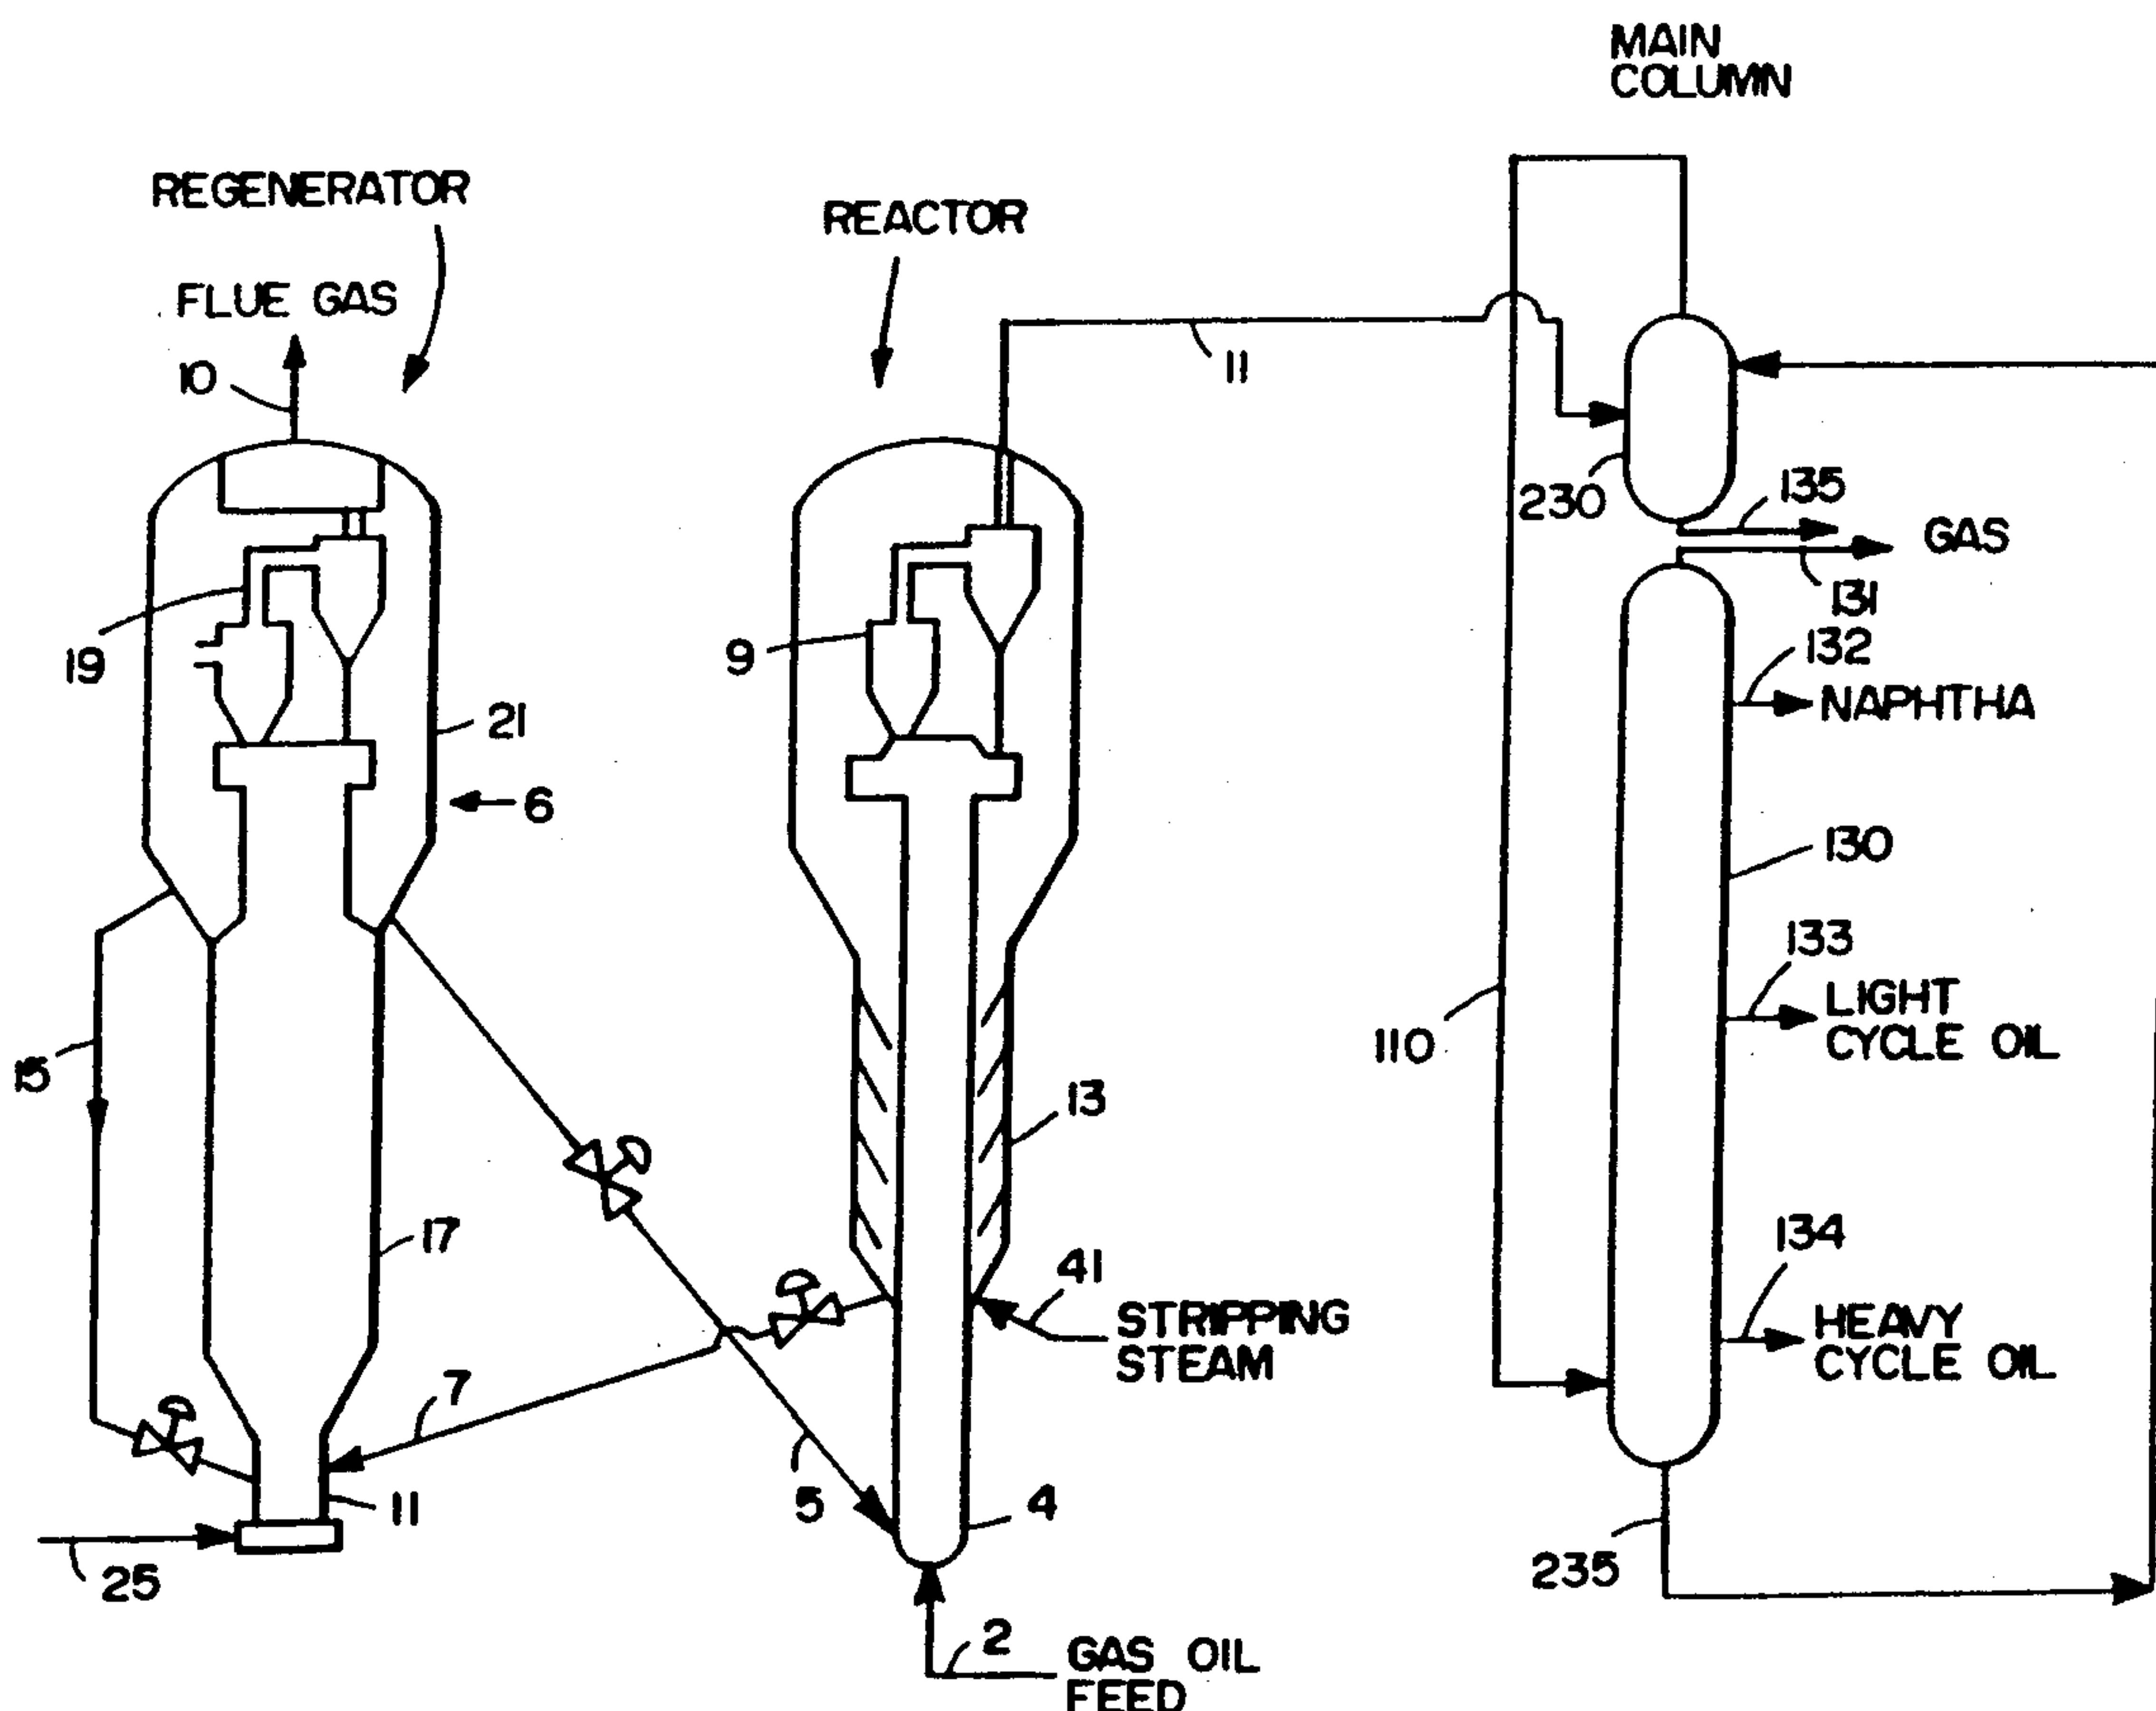 MAIN
COLUMN
REGENERATOR
REACTOR
FLUE GAS
10
11
230
135
GAS
131
19
9
132
NAPHTHA
21
6
130
133
LIGHT
CYCLE OIL
110
15
13
17
41
STRIPPING
STEAM
134
HEAVY
CYCLE OIL
7
5
11
4
25
235
2
GAS OIL
FEED